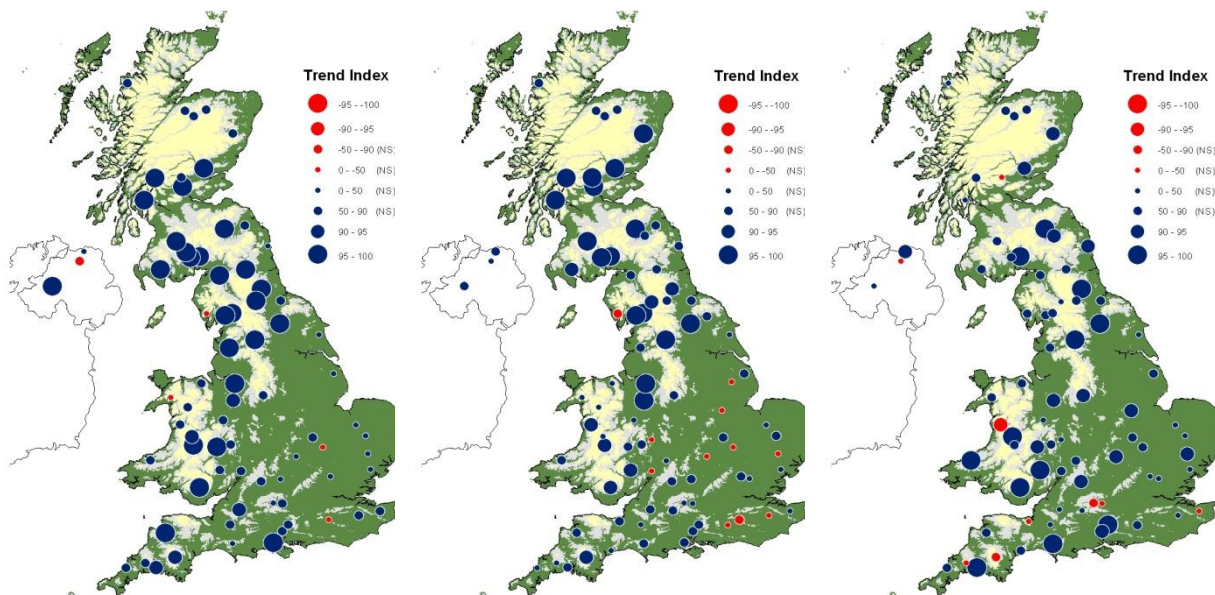 Trend Index
-95 - -100
-90 - -95
-50 - -90 (NS)
0 - -50 (NS)
0 - 50 (NS)
50 - 90 (NS)
90 - 95
95 - 100
Trend Index
-95 - -100
-90 - -95
-50 - -90 (NS)
0 - -50 (NS)
0 - 50 (NS)
50 - 90 (NS)
90 - 95
95 - 100
Trend Index
-95 - -100
-90 - -95
-50 - -90 (NS)
0 - -50 (NS)
0 - 50 (NS)
50 - 90 (NS)
90 - 95
95 - 100